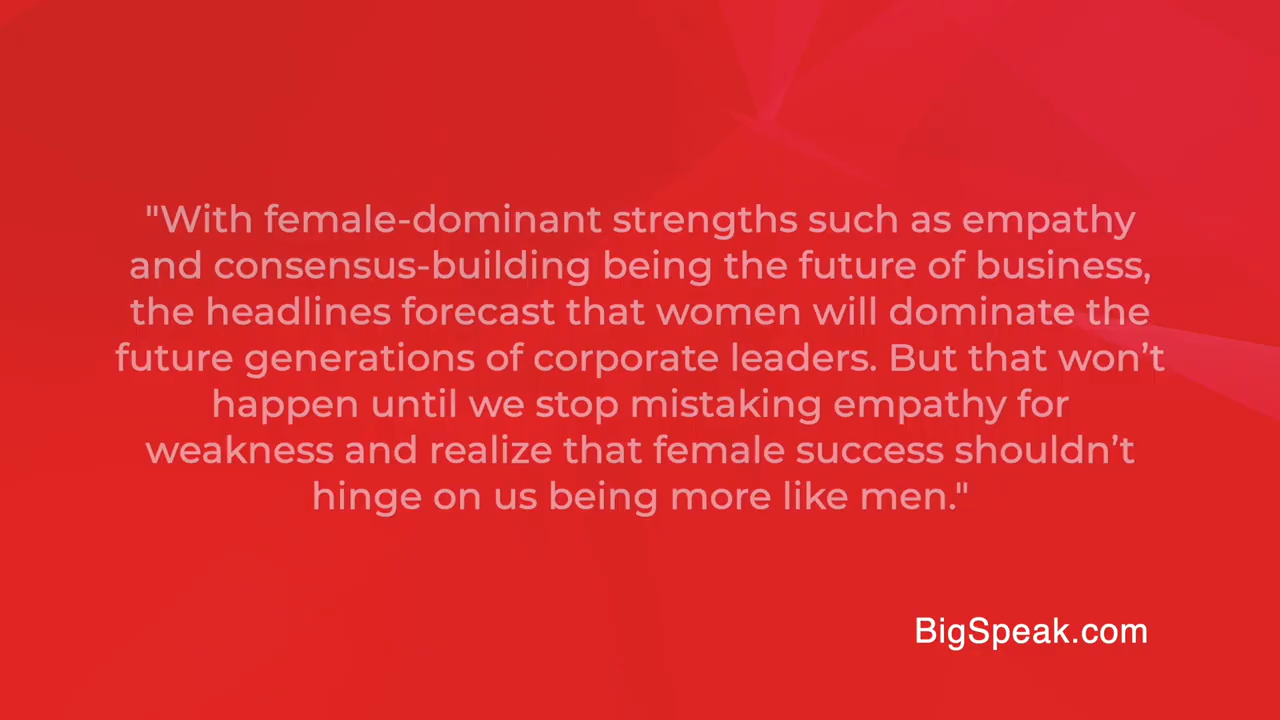 "With female-dominant strengths such as empathy
and consensus-building being the future of business,
the headlines forecast that women will dominate the
future generations of corporate leaders. But that won’t
happen until we stop mistaking empathy for
weakness and realize that female success shouldn’t
hinge on us being more like men."
BigSpeak.com